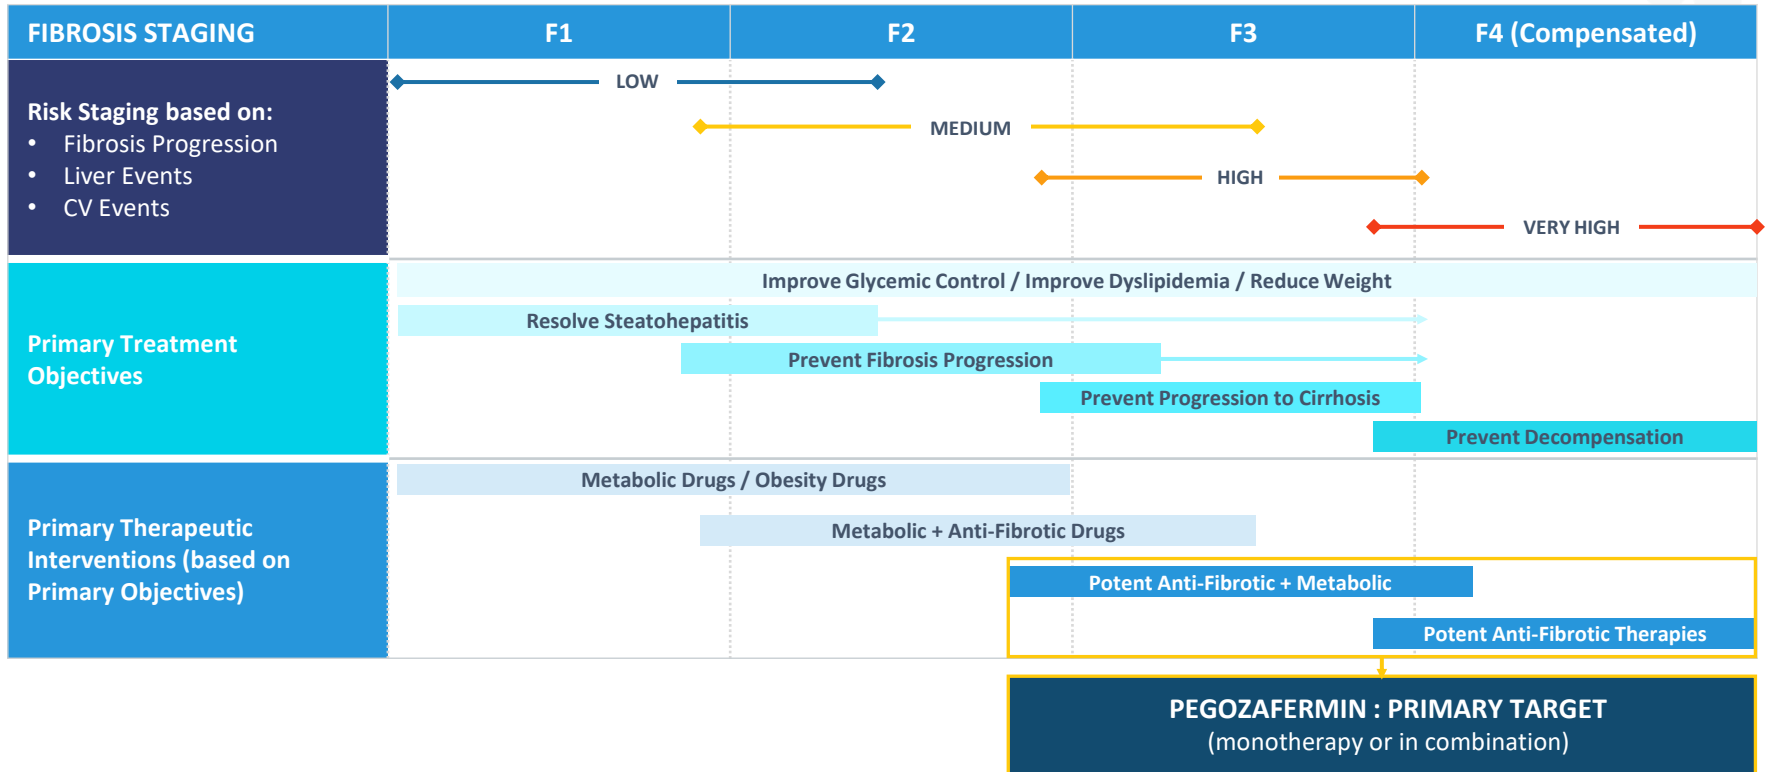 FIBROSIS STAGING
F1
F2
F3
F4 (Compensated)
Risk Staging based on:
• Fibrosis Progression
• Liver Events
• CV Events
LOW
MEDIUM
HIGH
VERY HIGH
Primary Treatment
Objectives
Improve Glycemic Control / Improve Dyslipidemia / Reduce Weight
Resolve Steatohepatitis
Prevent Fibrosis Progression
Prevent Progression to Cirrhosis
Prevent Decompensation
Primary Therapeutic
Interventions (based on
Primary Objectives)
Metabolic Drugs / Obesity Drugs
Metabolic + Anti-Fibrotic Drugs
Potent Anti-Fibrotic + Metabolic
Potent Anti-Fibrotic Therapies
PEGOZAFERMIN : PRIMARY TARGET
(monotherapy or in combination)